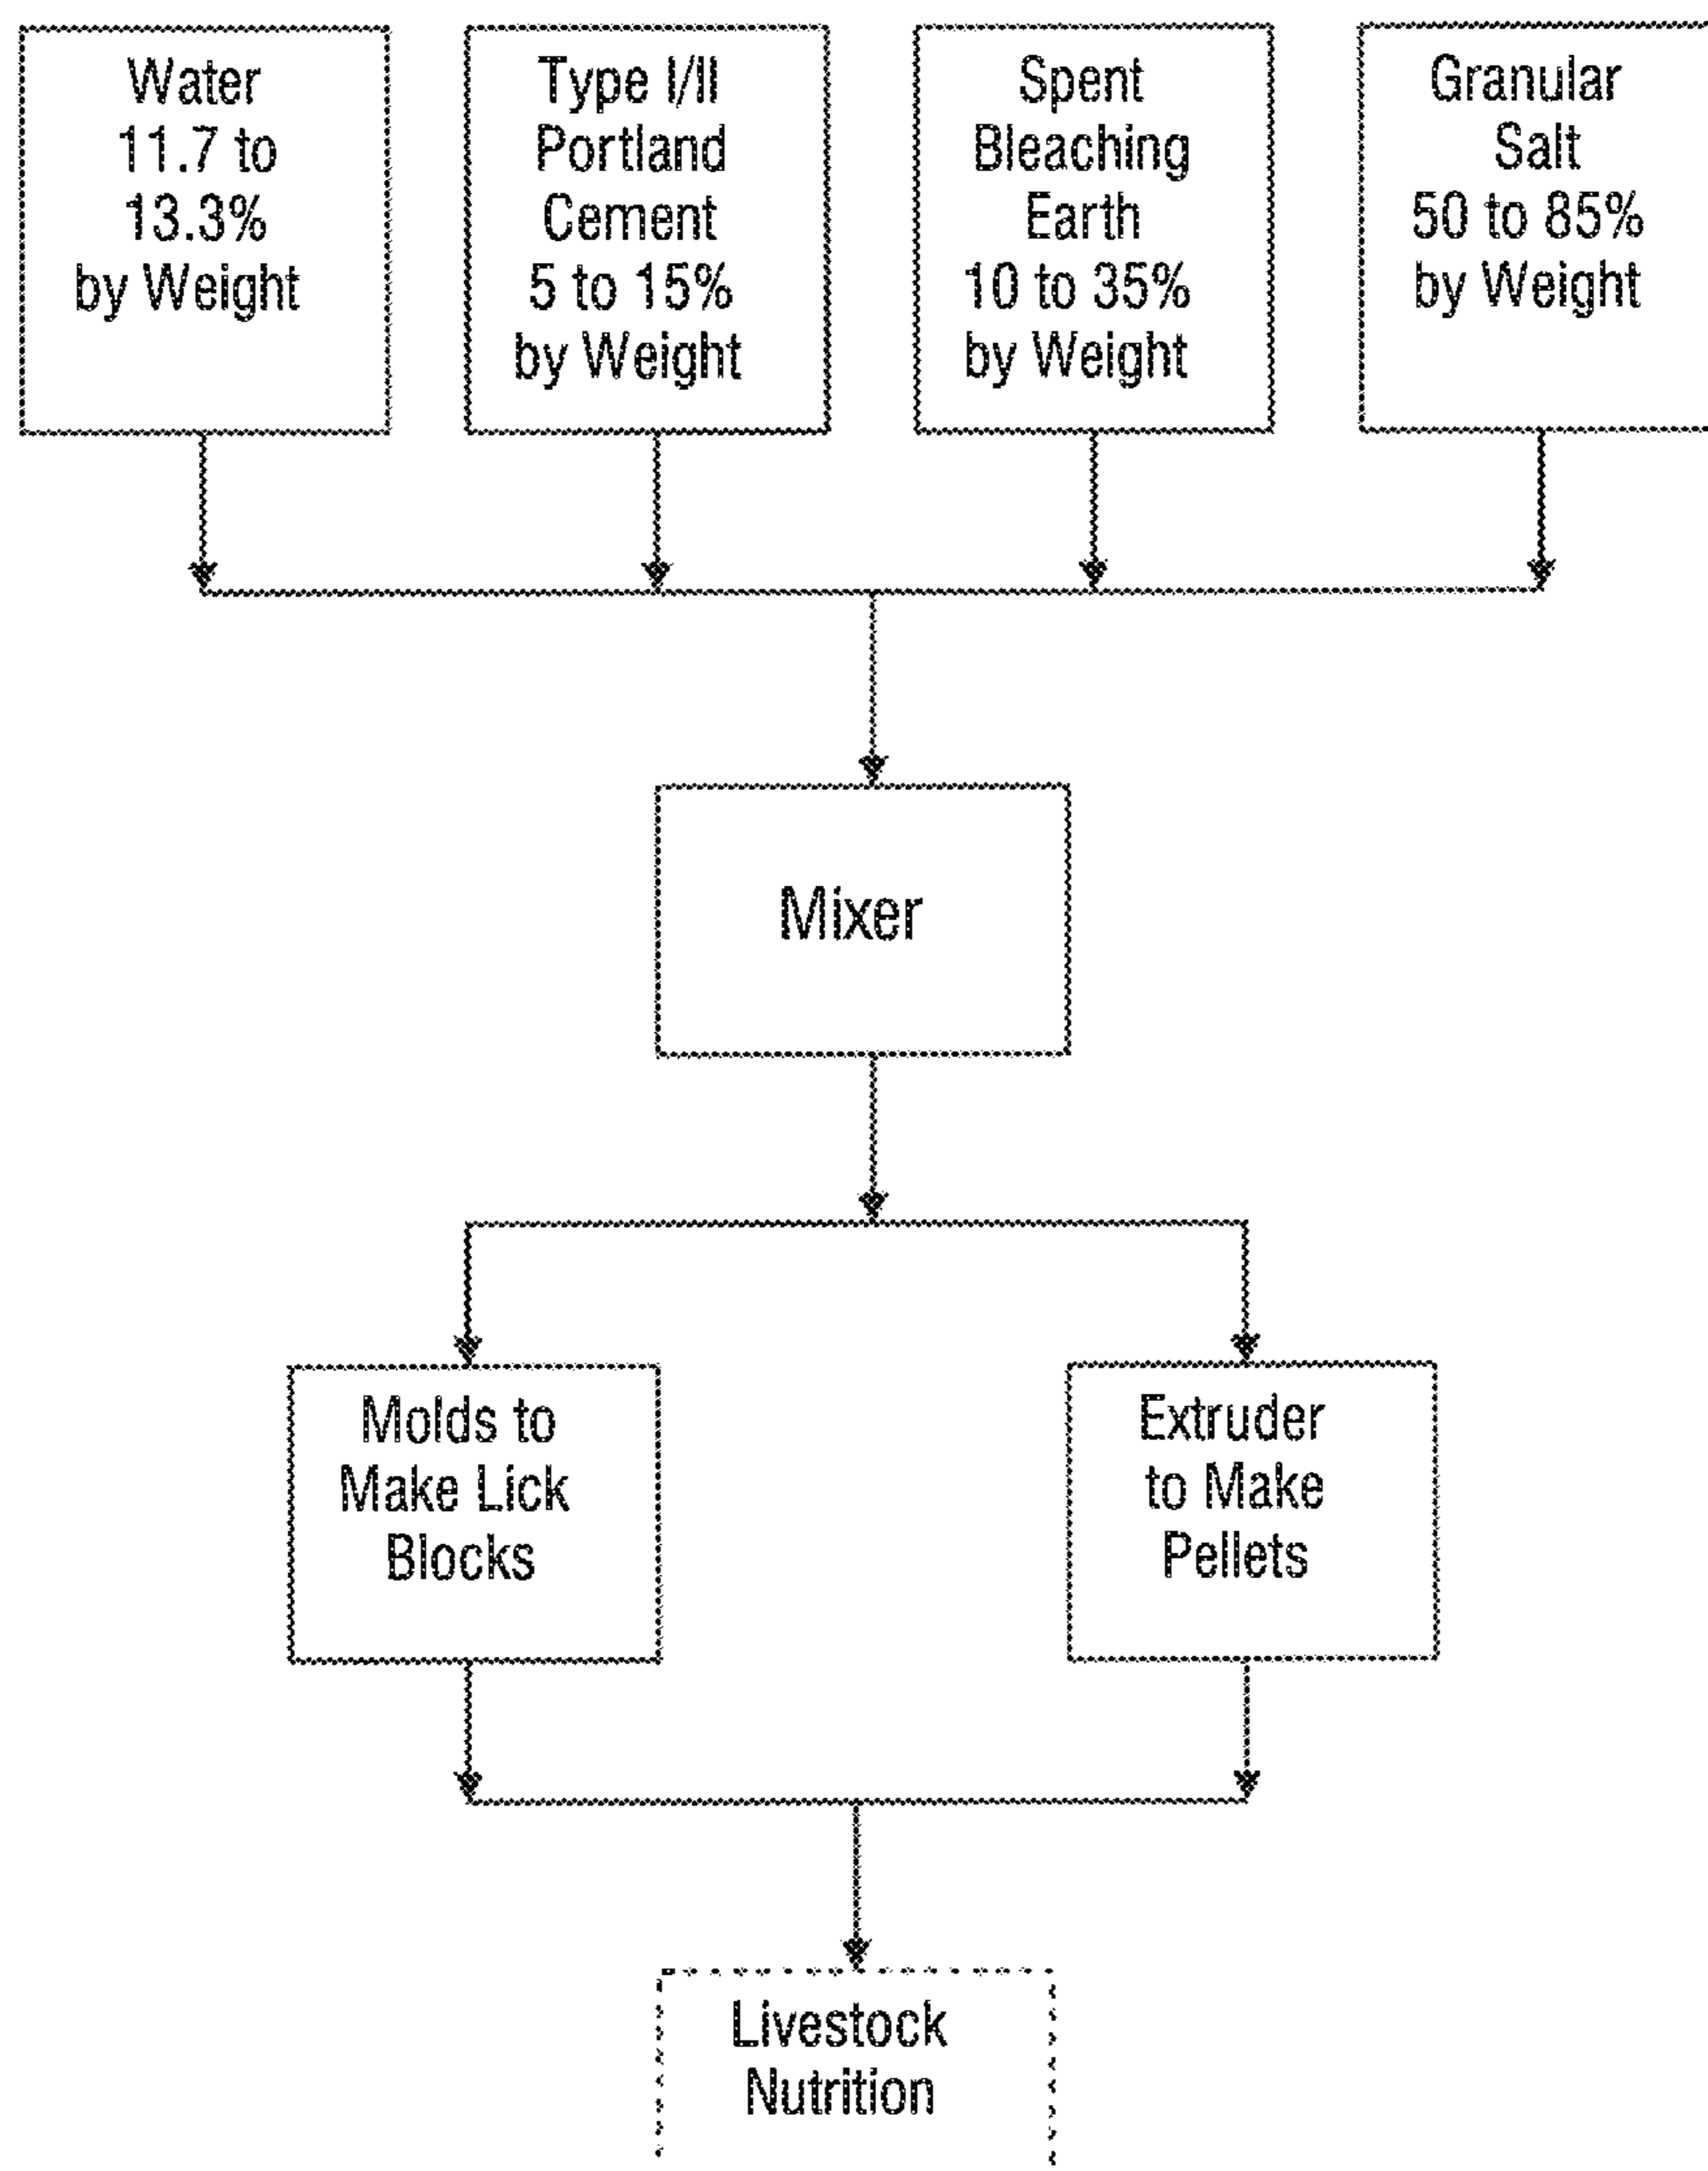 Water
11.7 to
13.3%
by Weight
Type I/II
Portland
Cement
5 to 15%
by Weight
Spent
Bleaching
Earth
10 to 35%
by Weight
Granular
Salt
50 to 85%
by Weight
Mixer
Molds to
Make Lick
Blocks
Extruder
to Make
Pellets
Livestock
Nutrition